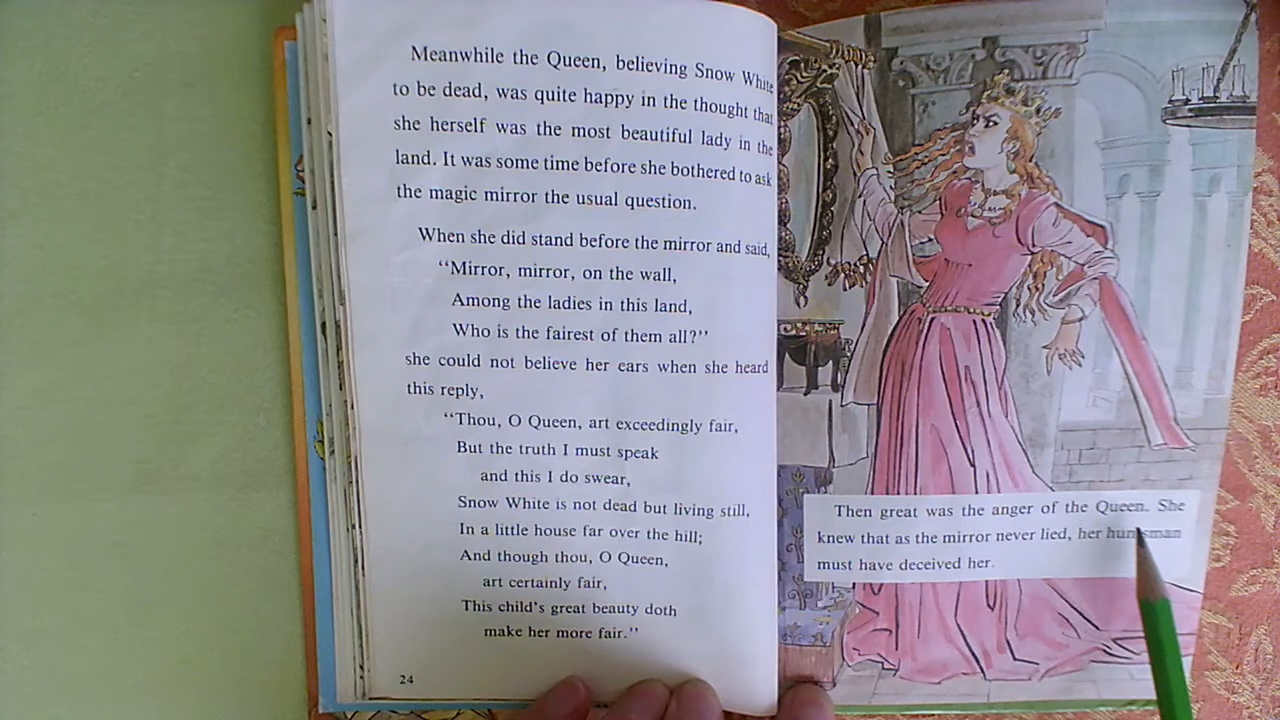 Meanwhile the Queen, believing Snow White
to be dead, was quite happy in the thought that
she herself was the most beautiful lady in the
land. It was some time before she bothered to ask
the magic mirror the usual question.
When she did stand before the mirror and said,
“Mirror, mirror, on the wall,
Among the ladies in this land,
Who is the fairest of them all?”
she could not believe her ears when she heard
this reply,
“Thou, O Queen, art exceedingly fair,
But the truth I must speak
and this I do swear,
Snow White is not dead but living still,
In a little house far over the hill;
And though thou, O Queen,
art certainly fair,
This child's great beauty doth
make her more fair.”
24
Then great was the anger of the Queen. She
knew that as the mirror never lied, her huntsman
must have deceived her.